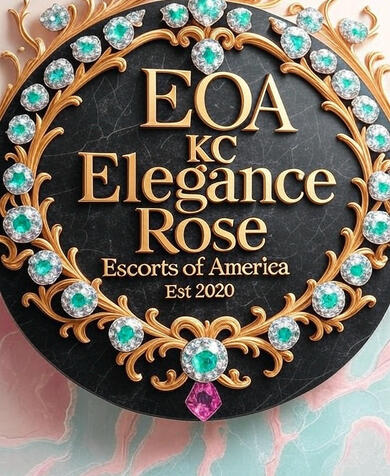 EOA
KC
Elegance
Rose
Escorts of America
Est 2020